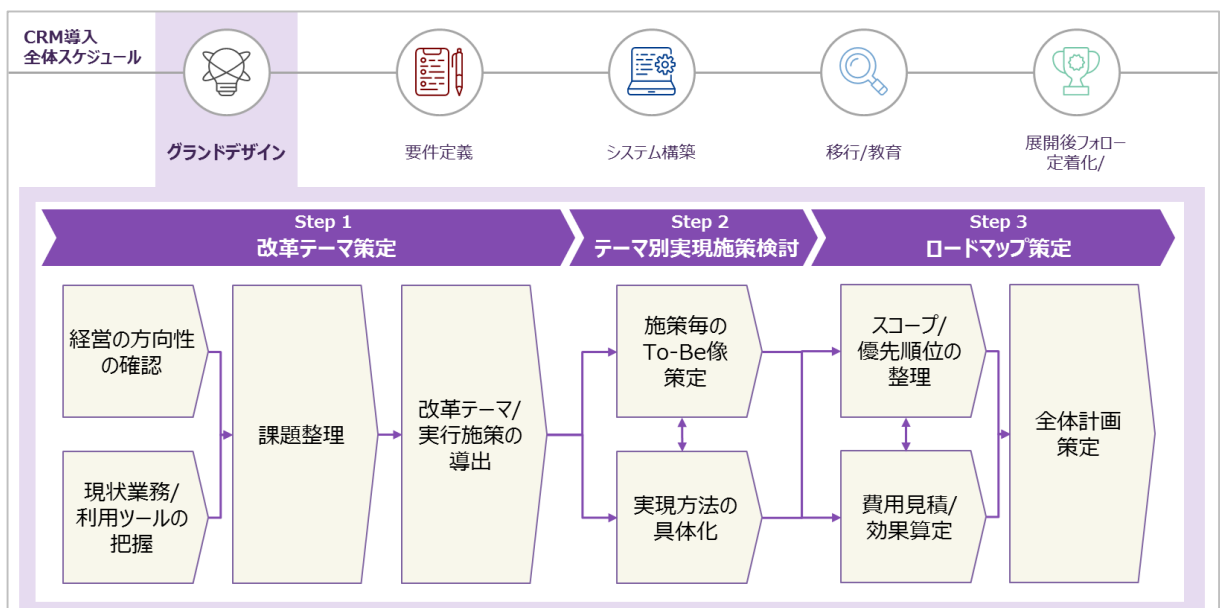 CRM導入
全体スケジュール
グランドデザイン
要件定義
システム構築
移行/教育
展開後フォロー
定着化/
Step 1
改革テーマ策定
Step 2
テーマ別実現施策検討
Step 3
ロードマップ策定
経営の方向性
の確認
現状業務/
利用ツールの
把握
課題整理
改革テーマ/
実行施策の
導出
施策毎の
To-Be像
策定
実現方法の
具体化
スコープ/
優先順位の
整理
費用見積/
効果算定
全体計画
策定